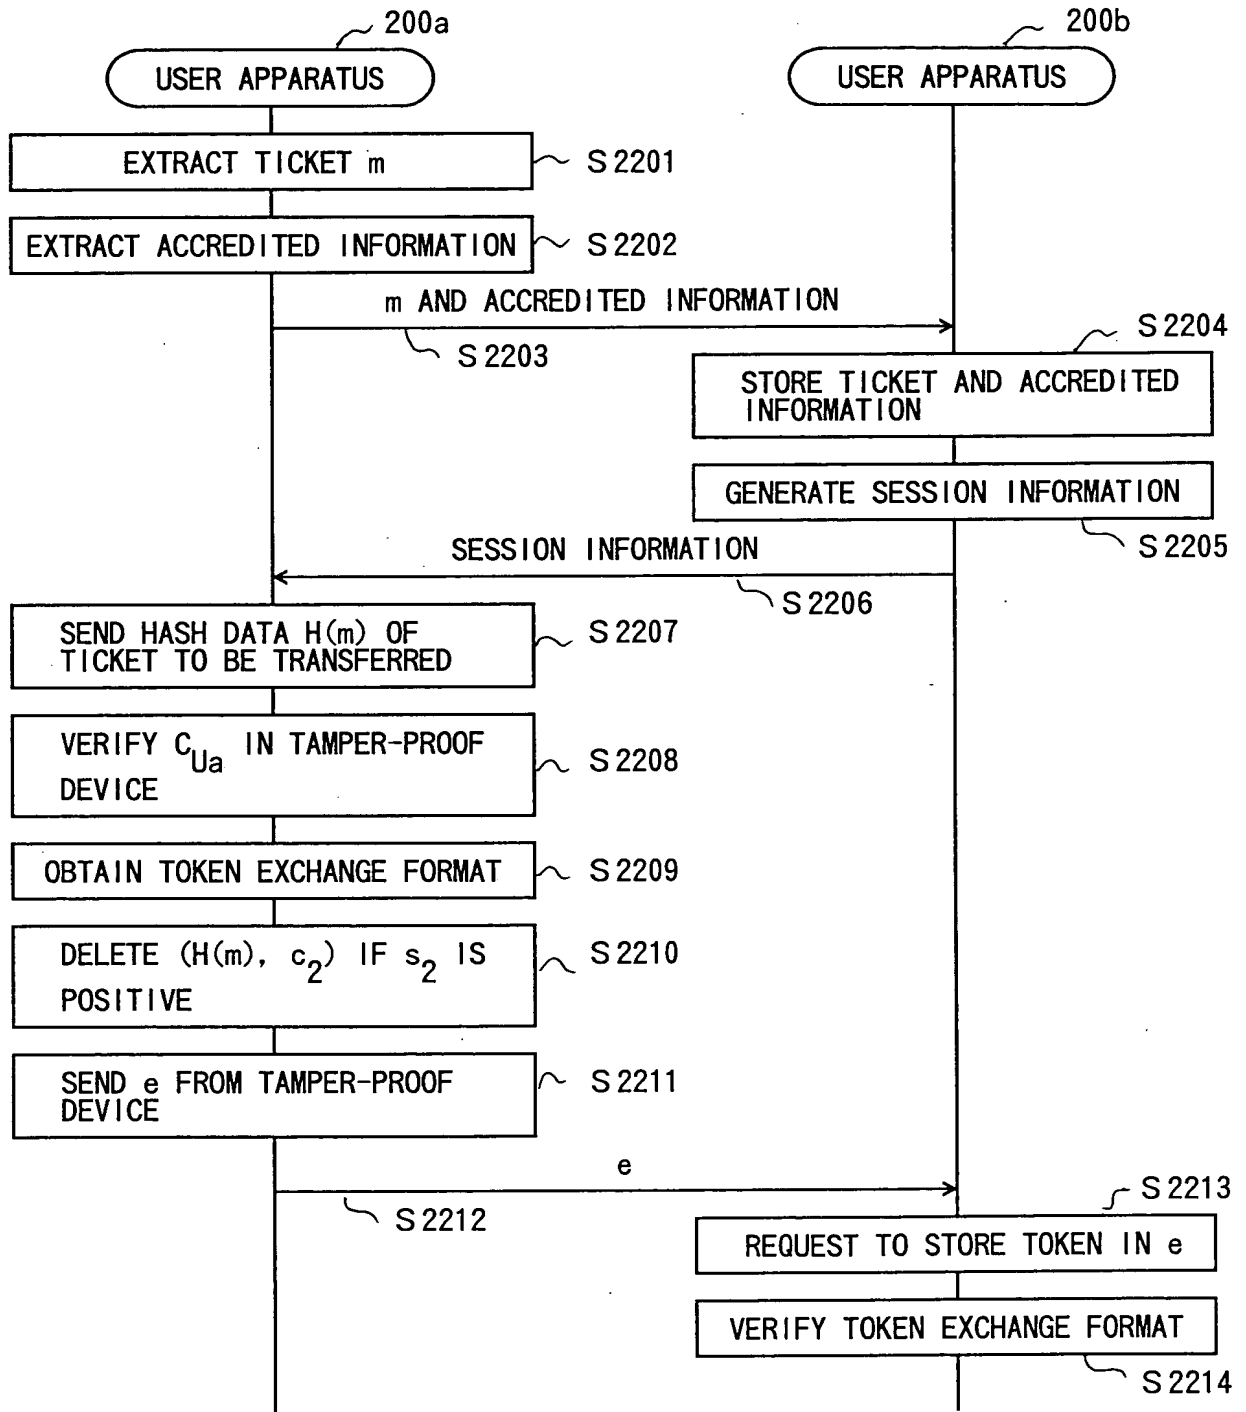 200a
200b
USER APPARATUS
USER APPARATUS
EXTRACT TICKET m
S2201
EXTRACT ACCREDITED INFORMATION
S2202
m AND ACCREDITED INFORMATION
S2203
S2204
STORE TICKET AND ACCREDITED
INFORMATION
GENERATE SESSION INFORMATION
S2205
SESSION INFORMATION
S2206
SEND HASH DATA H(m) OF
TICKET TO BE TRANSFERRED
S2207
VERIFY C_Ua IN TAMPER-PROOF
DEVICE
S2208
OBTAIN TOKEN EXCHANGE FORMAT
S2209
DELETE (H(m), c₂) IF s₂ IS
POSITIVE
S2210
SEND e FROM TAMPER-PROOF
DEVICE
S2211
e
S2212
S2213
REQUEST TO STORE TOKEN IN e
VERIFY TOKEN EXCHANGE FORMAT
S2214